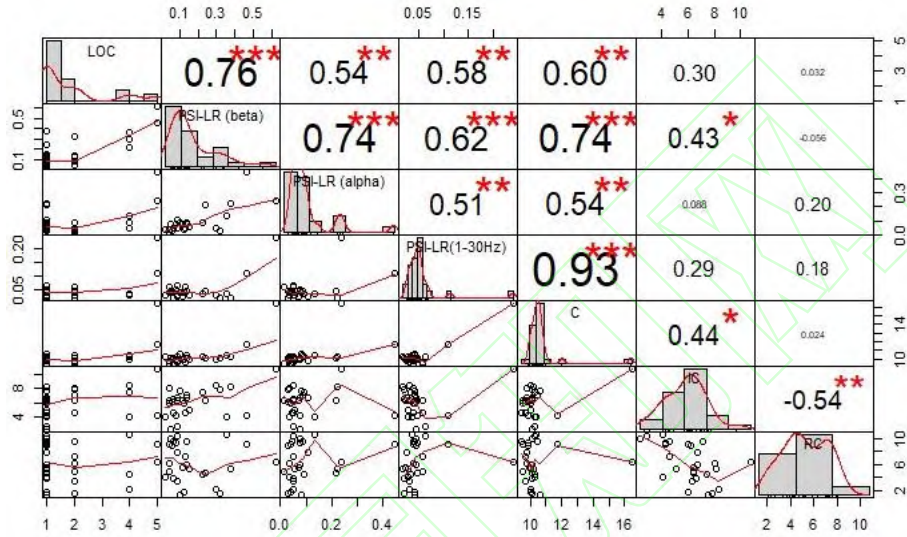 0.1 0.3 0.5 0.05 0.15 4 6 8 10
LOC 0.76*** 0.54** 0.58** 0.60** 0.30 0.032 1 3 5
0.1 0.5 PSI-LR (beta) 0.74*** 0.62*** 0.74*** 0.43* -0.056
PSI-LR (alpha) 0.51** 0.54** 0.088 0.20 0.0 0.3
0.05 0.20 PSI-LR(1-30Hz) 0.93*** 0.29 0.18
C 0.44* 0.024 10 14
4 8 IC -0.54**
RC 2 6 10
1 2 3 4 5 0.0 0.2 0.4 10 12 14 16 2 4 6 8 10